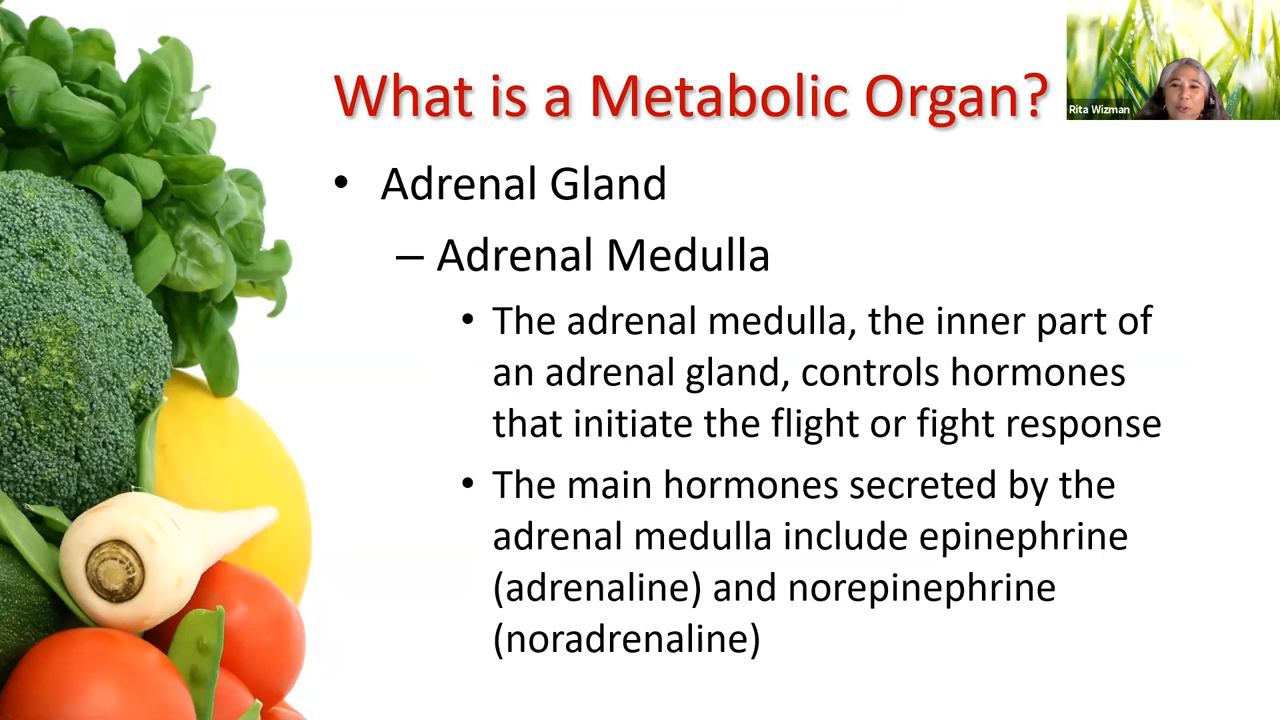 What is a Metabolic Organ?
Rita Wizman
• Adrenal Gland
– Adrenal Medulla
• The adrenal medulla, the inner part of
an adrenal gland, controls hormones
that initiate the flight or fight response
• The main hormones secreted by the
adrenal medulla include epinephrine
(adrenaline) and norepinephrine
(noradrenaline)